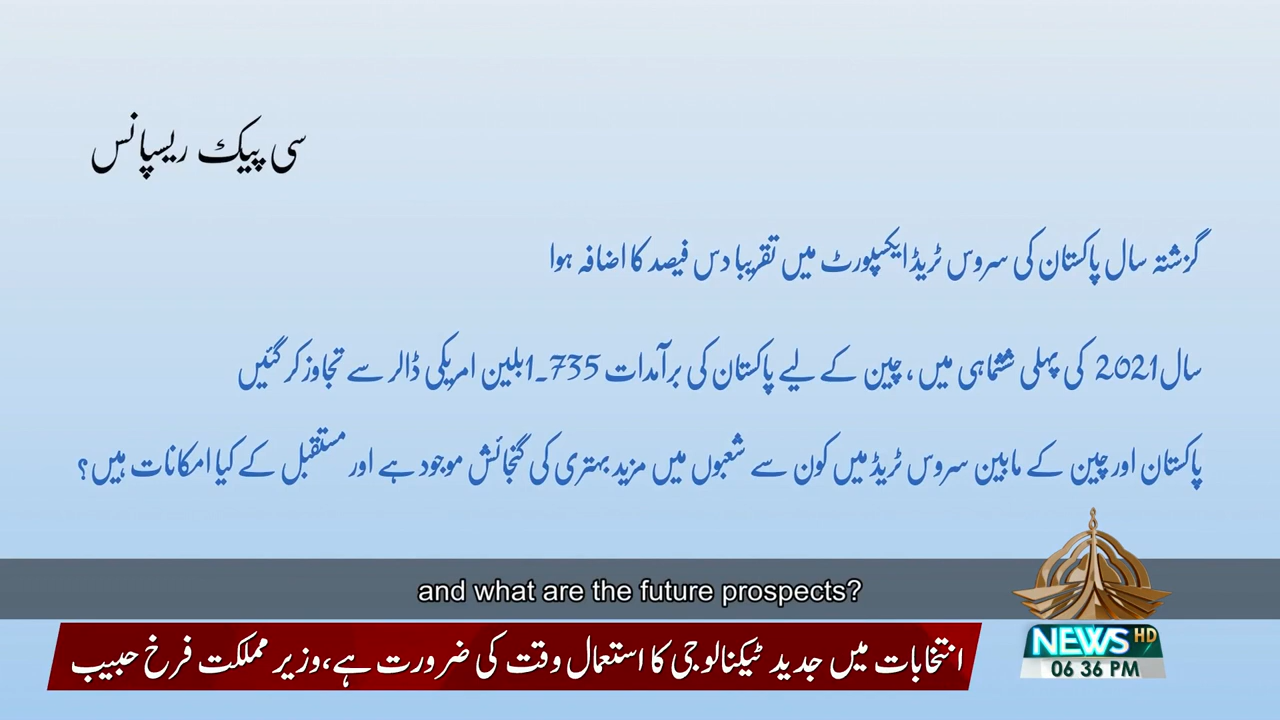 سی پیک ریسپانس
گزشتہ سال پاکستان کی سروس ٹریڈ ایکسپورٹ میں تقریبا دس فیصد کا اضافہ ہوا
سال 2021 کی پہلی ششماہی میں ، چین کے لیے پاکستان کی برآمدات 735۔1بلین امریکی ڈالر سے تجاوز کر گئیں
پاکستان اور چین کے مابین سروس ٹریڈ میں کون سے شعبوں میں مزید بہتری کی گنجائش موجود ہے اور مستقبل کے کیا امکانات ہیں؟
and what are the future prospects?
انتخابات میں جدید ٹیکنالوجی کا استعمال وقت کی ضرورت ہے،وزیر مملکت فرخ حبیب
NEWS HD
06 36 PM